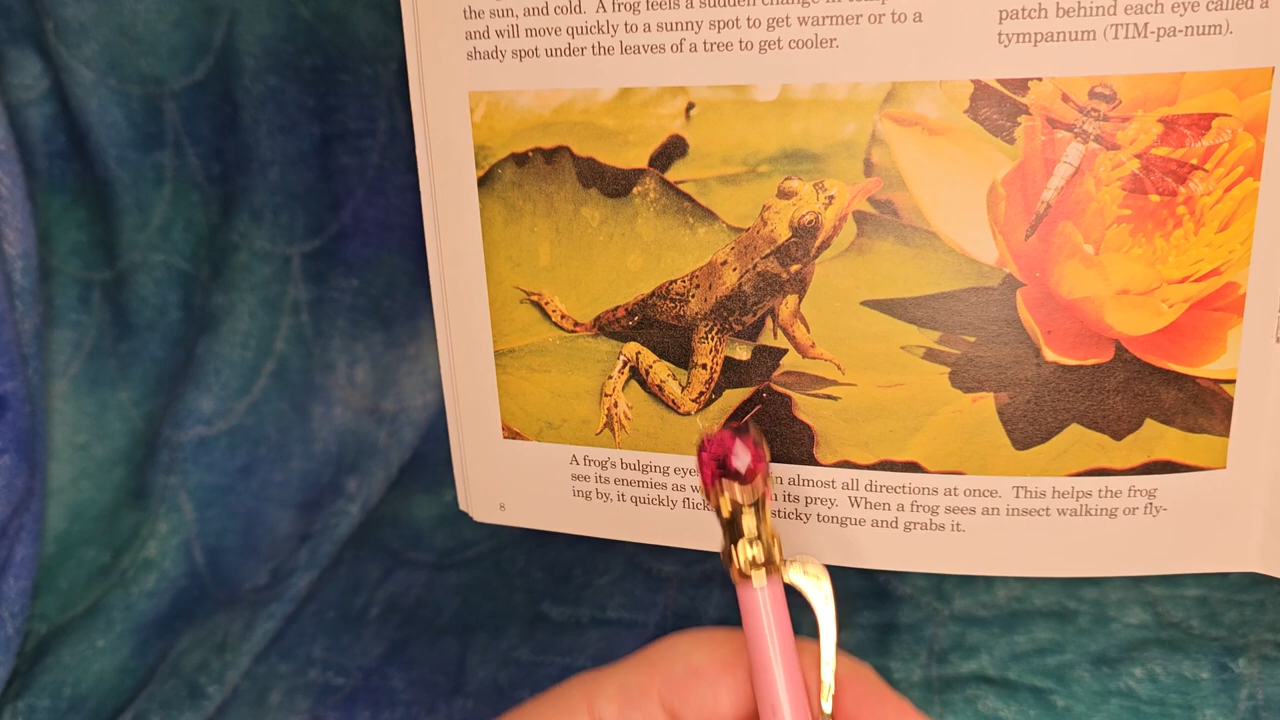 the sun, and cold. A frog feels a sudden change in
and will move quickly to a sunny spot to get warmer or to a
shady spot under the leaves of a tree to get cooler.
patch behind each eye called a
tympanum (TIM-pa-num).
A frog's bulging eyes in almost all directions at once. This helps the frog
see its enemies as its prey. When a frog sees an insect walking or fly-
ing by, it quickly sticky tongue and grabs it.
8